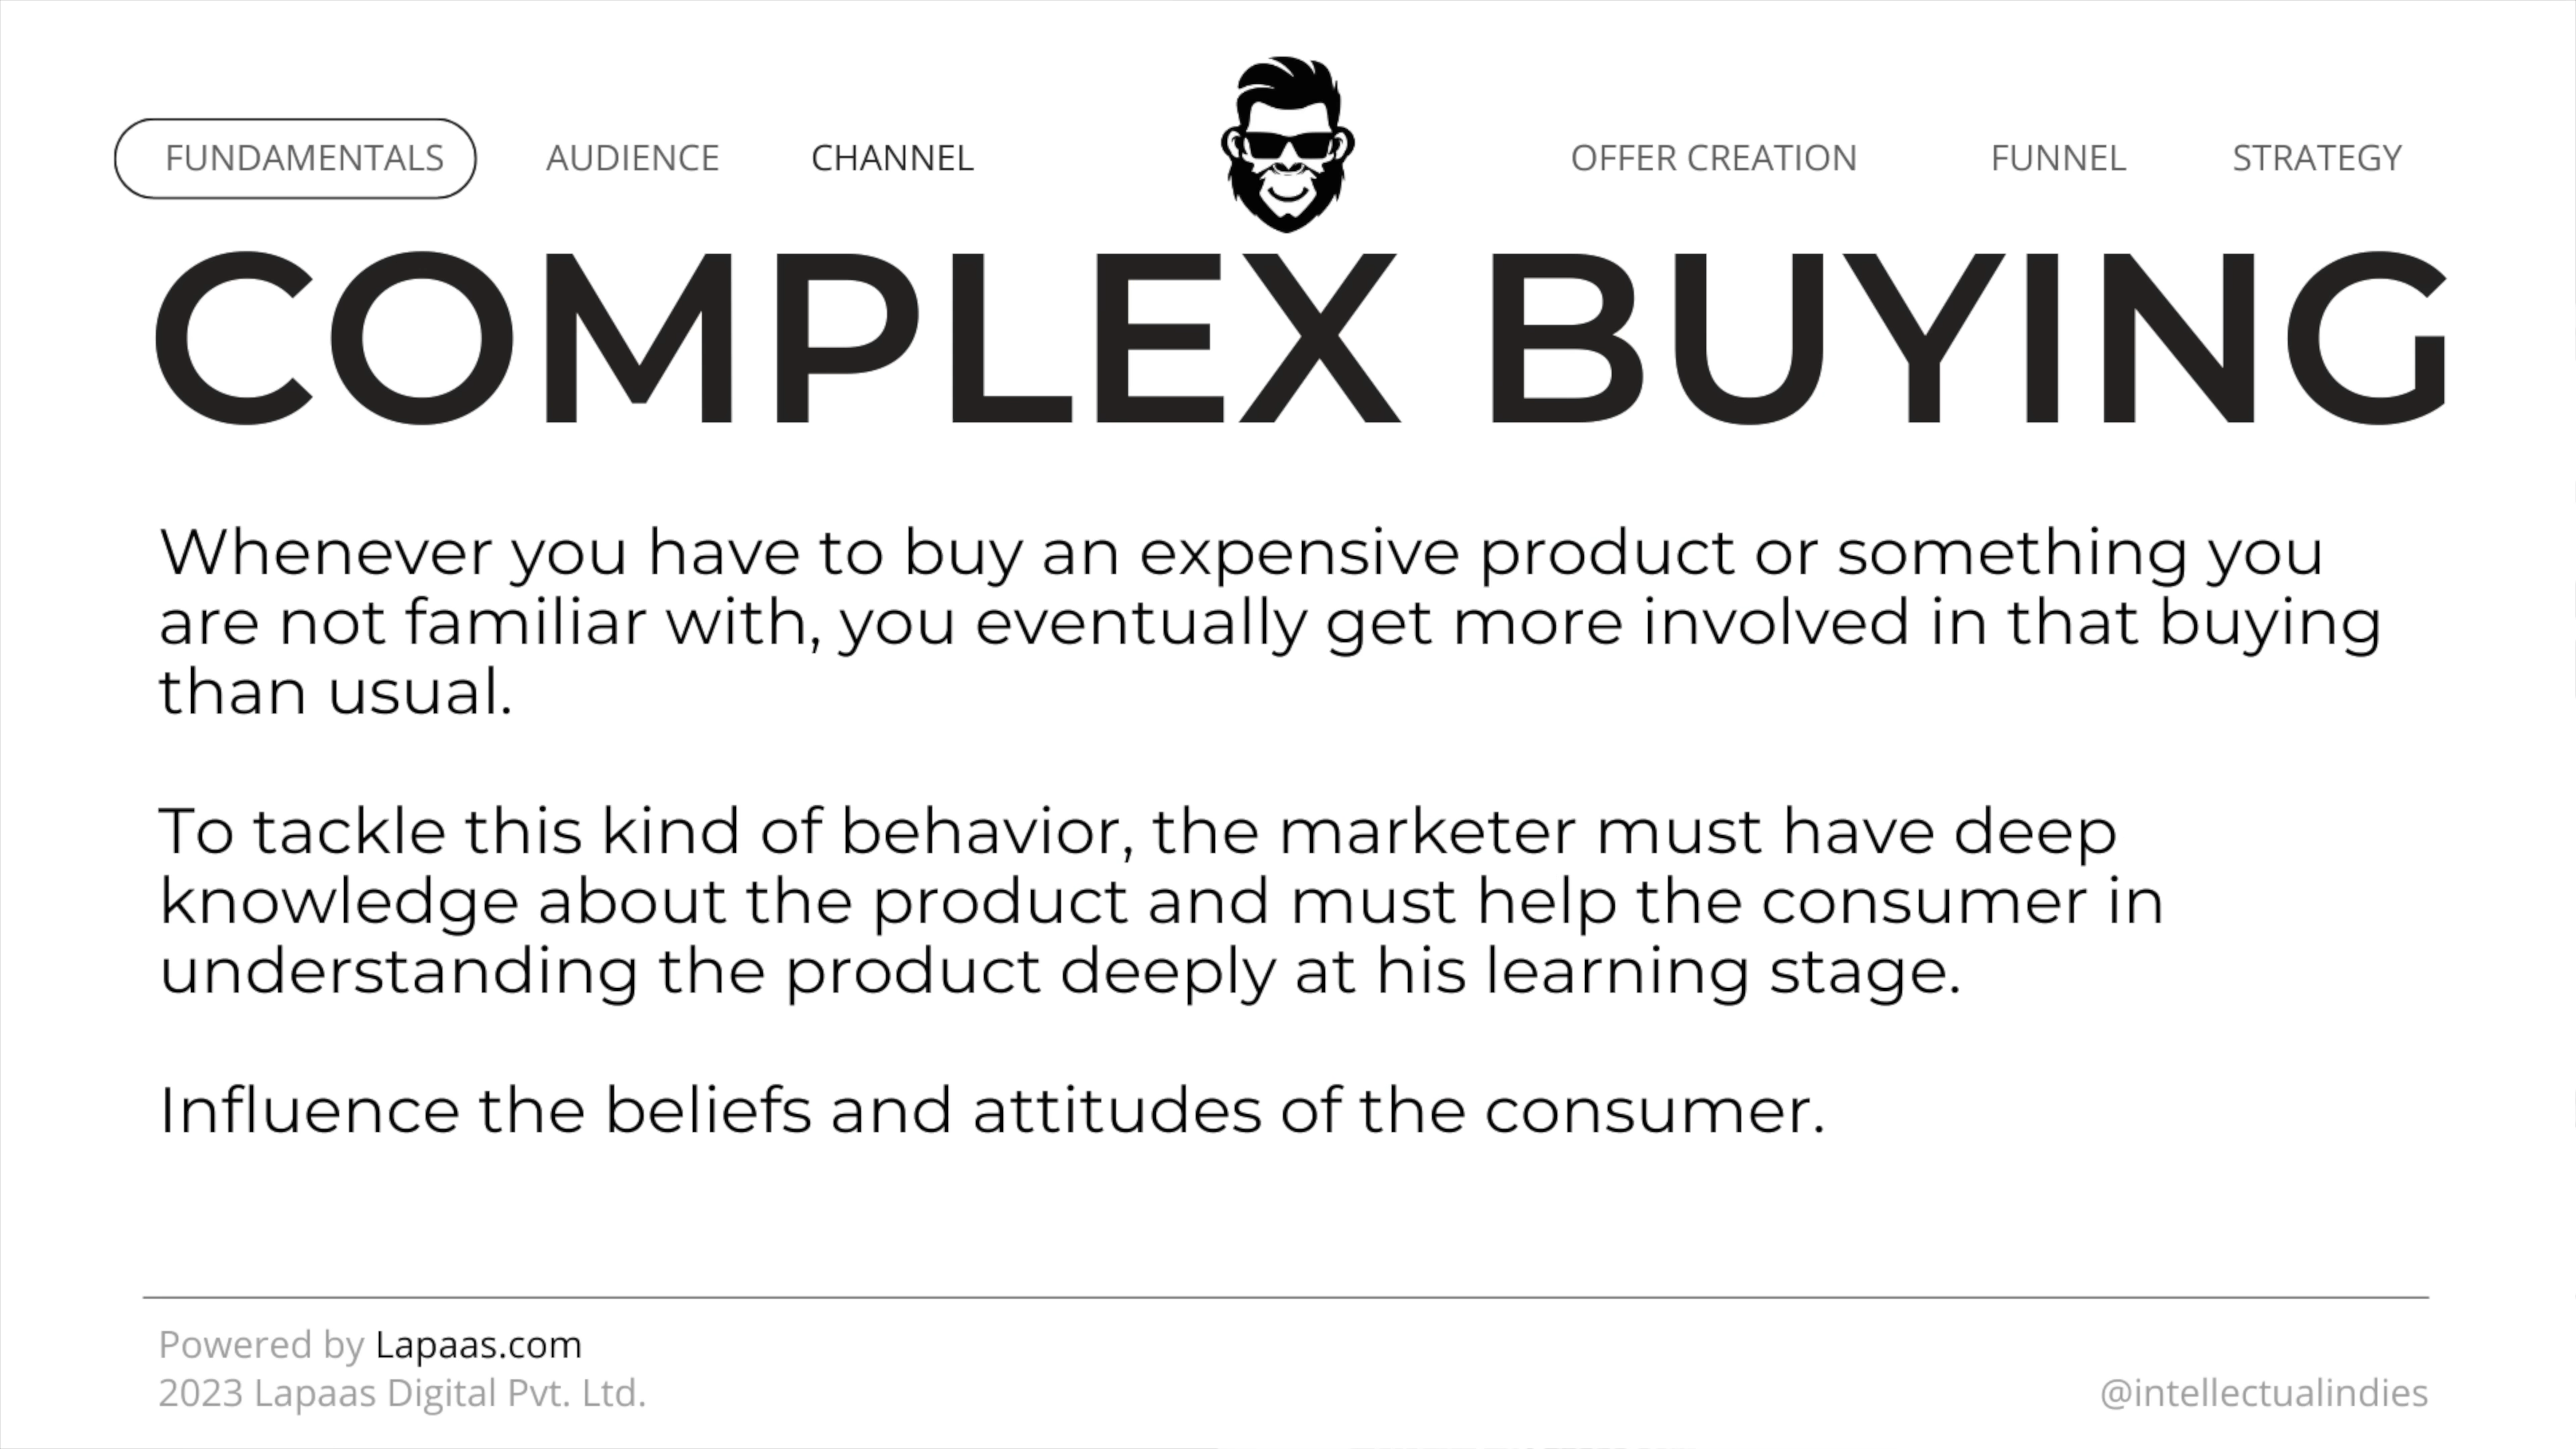 FUNDAMENTALS AUDIENCE CHANNEL OFFER CREATION FUNNEL STRATEGY
COMPLEX BUYING
Whenever you have to buy an expensive product or something you
are not familiar with, you eventually get more involved in that buying
than usual.
To tackle this kind of behavior, the marketer must have deep
knowledge about the product and must help the consumer in
understanding the product deeply at his learning stage.
Influence the beliefs and attitudes of the consumer.
Powered by Lapaas.com
2023 Lapaas Digital Pvt. Ltd.
@intellectualindies